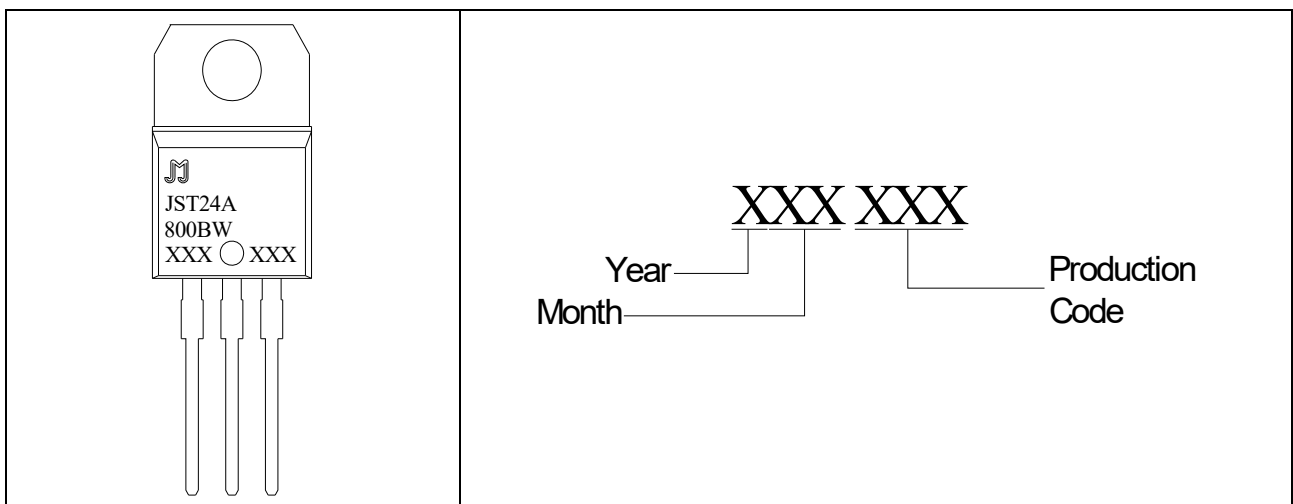 JST24A
800BW
XXX XXX
XXX XXX
Year
Month
Production
Code